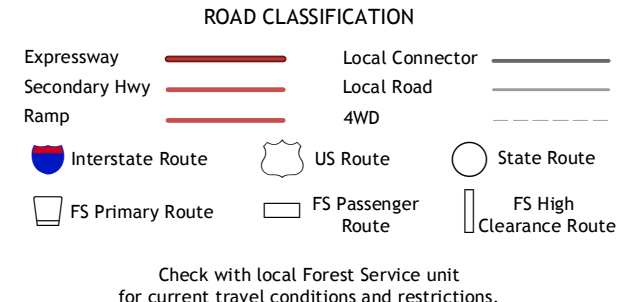 ROAD CLASSIFICATION
Expressway
Local Connector
Secondary Hwy
Local Road
Ramp
4WD
Interstate Route
US Route
State Route
FS Primary Route
FS Passenger
Route
FS High
Clearance Route
Check with local Forest Service unit
for current travel conditions and restrictions.